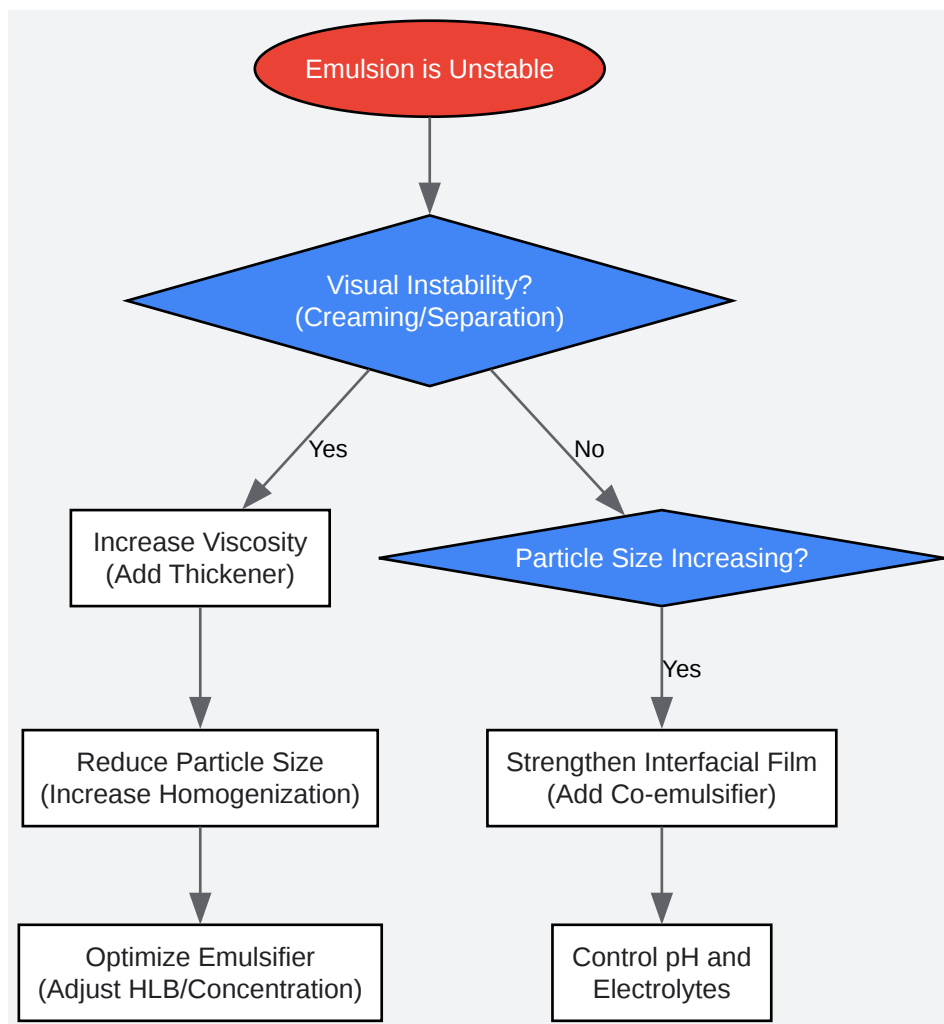 Emulsion is Unstable
Visual Instability?
(Creaming/Separation)
Yes
No
Increase Viscosity
(Add Thickener)
Particle Size Increasing?
Yes
Reduce Particle Size
(Increase Homogenization)
Strengthen Interfacial Film
(Add Co-emulsifier)
Optimize Emulsifier
(Adjust HLB/Concentration)
Control pH and
Electrolytes